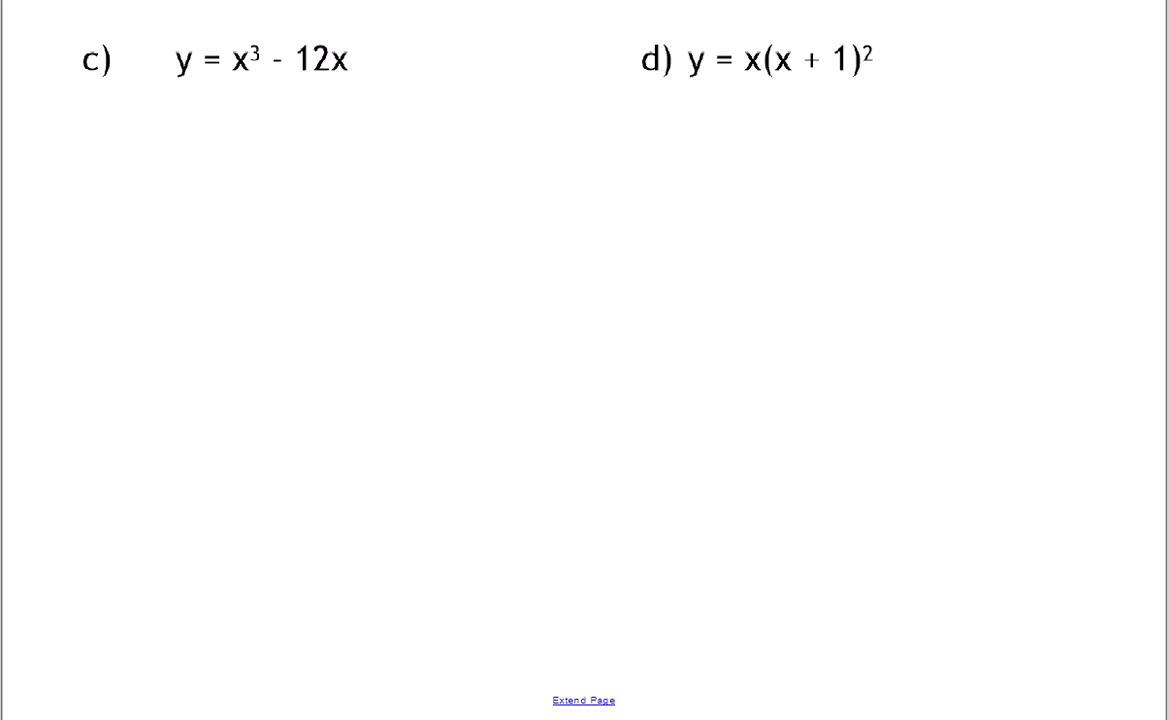 c) y = x³ - 12x
d) y = x(x + 1)²
Extend Page